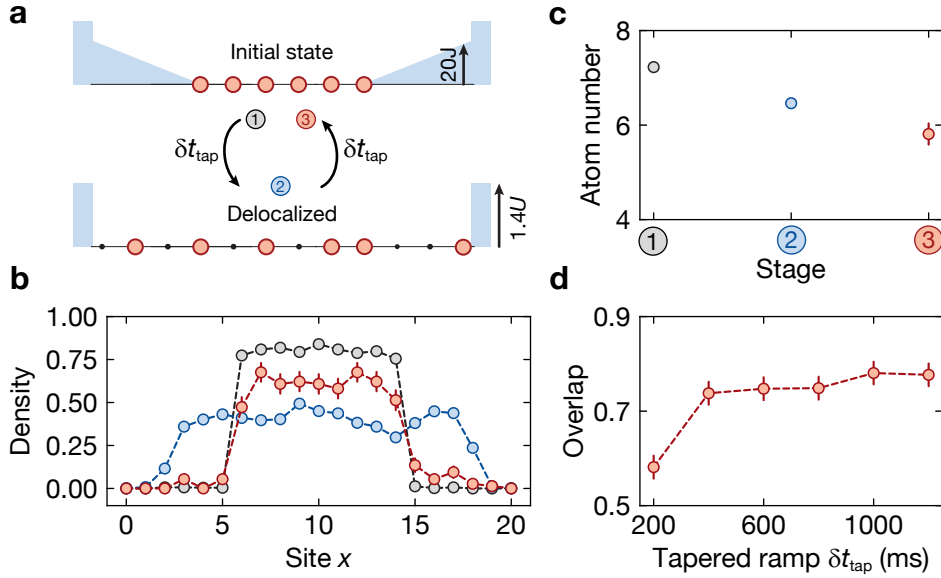 a
Initial state
20J
1
3
δt_tap
δt_tap
2
Delocalized
1.4U
b
1.00
0.75
0.50
0.25
0.00
Density
0
5
10
15
20
Site x
c
8
6
4
Atom number
1
2
3
Stage
d
0.9
0.7
0.5
Overlap
200
600
1000
Tapered ramp δt_tap (ms)